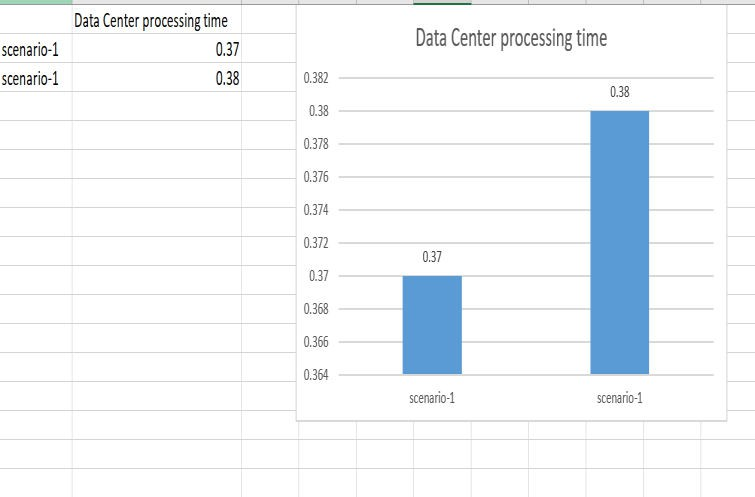 Data Center processing time
scenario-1 0.37
scenario-1 0.38
Data Center processing time
0.382
0.38
0.378
0.376
0.374
0.372
0.37
0.368
0.366
0.364
0.37
0.38
scenario-1 scenario-1